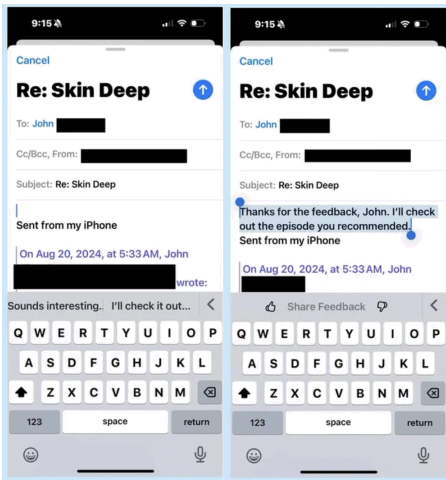 9:15
Cancel
Re: Skin Deep
To: John
Cc/Bcc, From:
Subject: Re: Skin Deep
Sent from my iPhone
On Aug 20, 2024, at 5:33 AM, John
wrote:
Sounds interesting.. I'll check it out...
Q W E R T Y U I O P
A S D F G H J K L
Z X C V B N M
123 space return
9:15
Cancel
Re: Skin Deep
To: John
Cc/Bcc, From:
Subject: Re: Skin Deep
Thanks for the feedback, John. I'll check
out the episode you recommended.
Sent from my iPhone
On Aug 20, 2024, at 5:33 AM, John
Share Feedback
Q W E R T Y U I O P
A S D F G H J K L
Z X C V B N M
123 space return